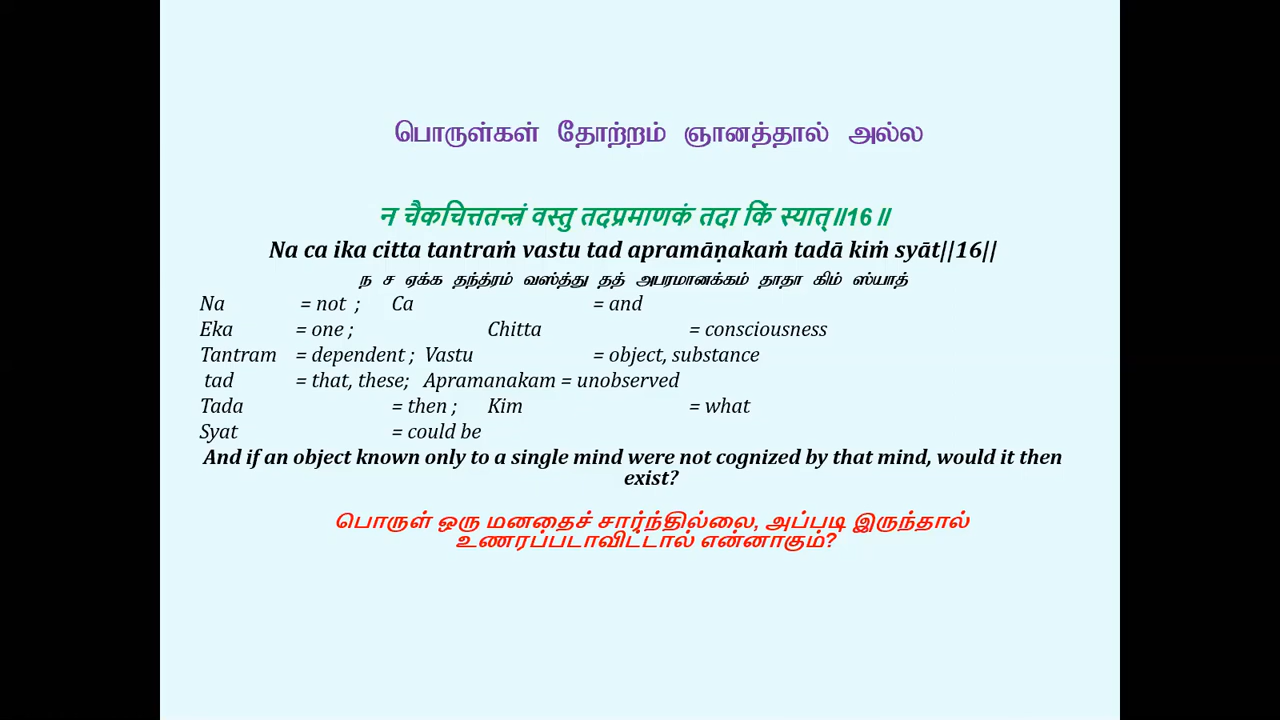 பொருள்கள் தோற்றம் ஞானத்தால் அல்ல
न चैकचित्ततन्त्रं वस्तु तदप्रमाणकं तदा किं स्यात्॥16॥
Na ca ika citta tantraṁ vastu tad apramāṇakaṁ tadā kiṁ syāt||16||
ந ச ஏக்க தந்த்ரம் வஸ்த்து தத் அபரமானக்கம் தாதா கிம் ஸ்யாத்
Na = not ; Ca = and
Eka = one ; Chitta = consciousness
Tantram = dependent ; Vastu = object, substance
tad = that, these; Apramanakam = unobserved
Tada = then ; Kim = what
Syat = could be
And if an object known only to a single mind were not cognized by that mind, would it then
exist?
பொருள் ஒரு மனதைச் சார்ந்தில்லை, அப்படி இருந்தால்
உணரப்படாவிட்டால் என்னாகும்?